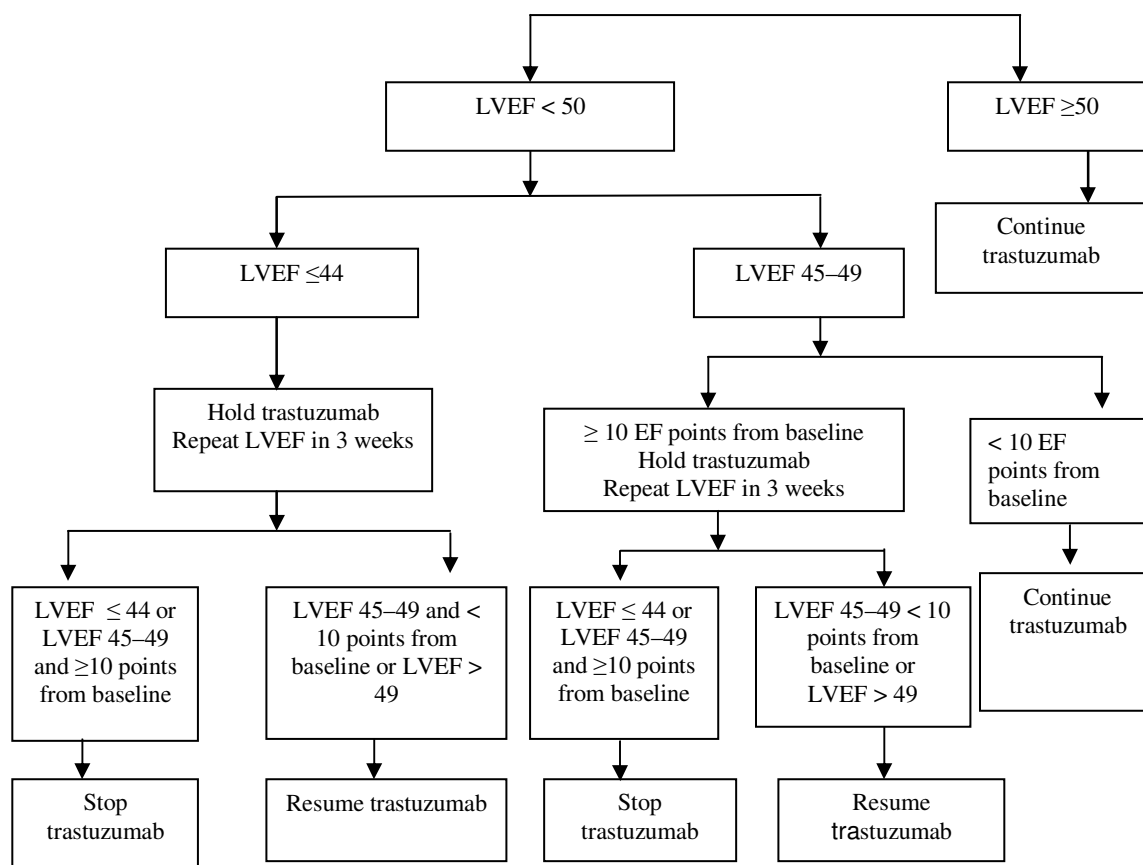 LVEF < 50
LVEF ≥50
Continue
trastuzumab
LVEF ≤44
LVEF 45–49
Hold trastuzumab
Repeat LVEF in 3 weeks
≥ 10 EF points from baseline
Hold trastuzumab
Repeat LVEF in 3 weeks
< 10 EF
points from
baseline
LVEF ≤ 44 or
LVEF 45–49
and ≥10 points
from baseline
LVEF 45–49 and <
10 points from
baseline or LVEF >
49
LVEF ≤ 44 or
LVEF 45–49
and ≥10 points
from baseline
LVEF 45–49 < 10
points from
baseline or
LVEF > 49
Continue
trastuzumab
Stop
trastuzumab
Resume trastuzumab
Stop
trastuzumab
Resume
trastuzumab